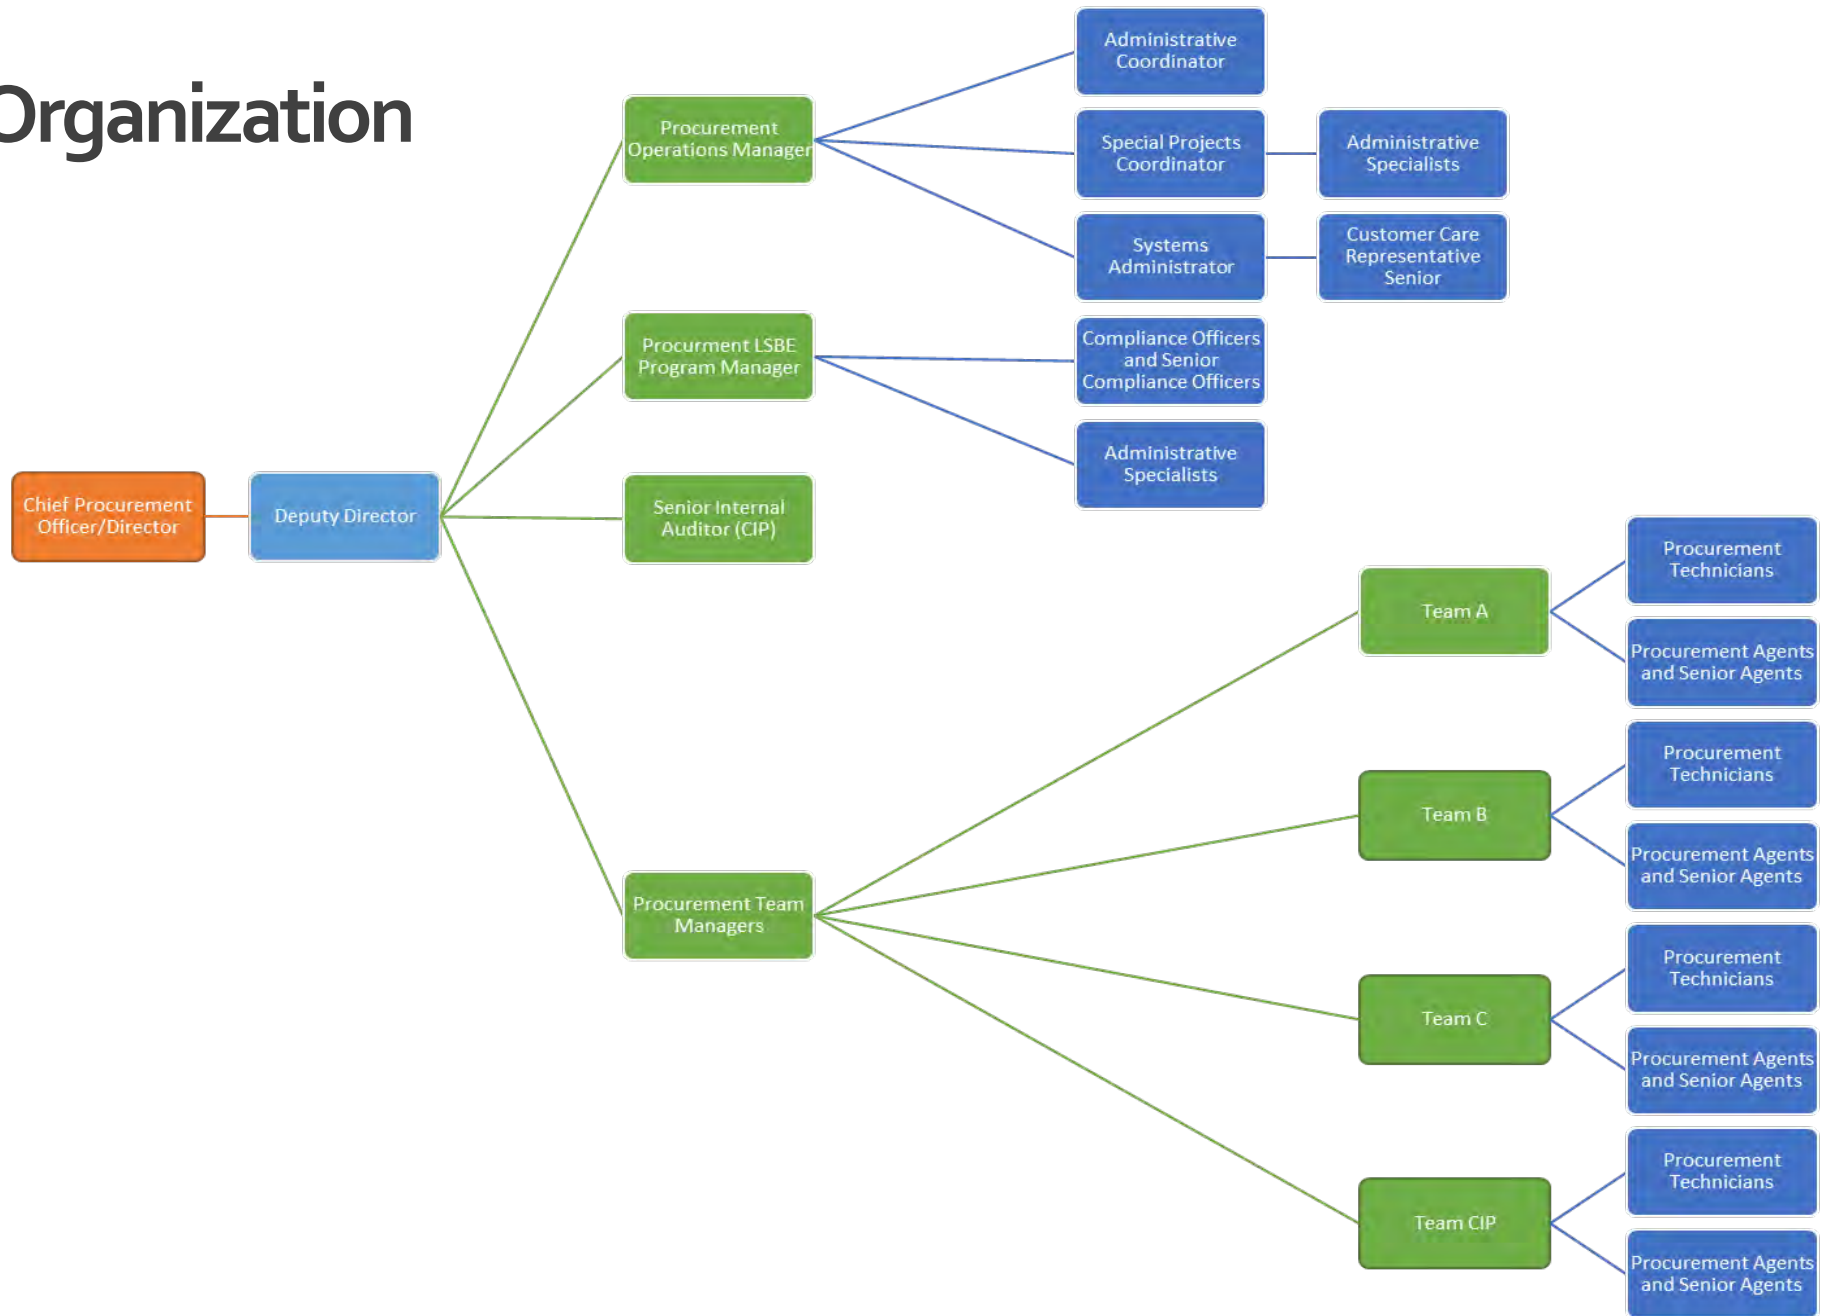 Organization
Chief Procurement
Officer/Director
Deputy Director
Procurement
Operations Manager
Administrative
Coordinator
Special Projects
Coordinator
Administrative
Specialists
Systems
Administrator
Customer Care
Representative
Senior
Procurment LSBE
Program Manager
Compliance Officers
and Senior
Compliance Officers
Administrative
Specialists
Senior Internal
Auditor (CIP)
Procurement Team
Managers
Team A
Procurement
Technicians
Procurement Agents
and Senior Agents
Team B
Procurement
Technicians
Procurement Agents
and Senior Agents
Team C
Procurement
Technicians
Procurement Agents
and Senior Agents
Team CIP
Procurement
Technicians
Procurement Agents
and Senior Agents